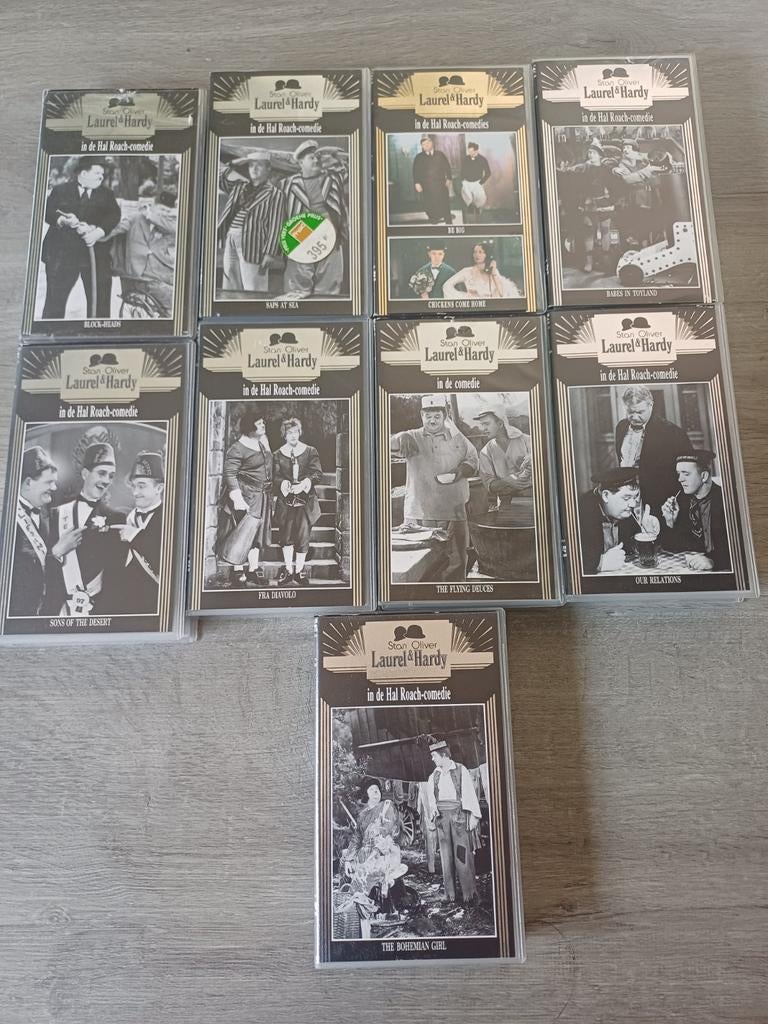 Stan Oliver
Laurel & Hardy
in de Hal Roach-comedie
BLOCK-HEADS
Stan Oliver
Laurel & Hardy
in de Hal Roach-comedie
395
SAPS AT SEA
Stan Oliver
Laurel & Hardy
in de Hal Roach-comedies
BE BIG
CHICKENS COME HOME
Stan Oliver
Laurel & Hardy
in de Hal Roach-comedie
BABES IN TOYLAND
Stan Oliver
Laurel & Hardy
in de Hal Roach-comedie
97
SONS OF THE DESERT
Stan Oliver
Laurel & Hardy
in de Hal Roach-comedie
FRA DIAVOLO
Stan Oliver
Laurel & Hardy
in de comedie
THE FLYING DEUCES
Stan Oliver
Laurel & Hardy
in de Hal Roach-comedie
OUR RELATIONS
Stan Oliver
Laurel & Hardy
in de Hal Roach-comedie
THE BOHEMIAN GIRL